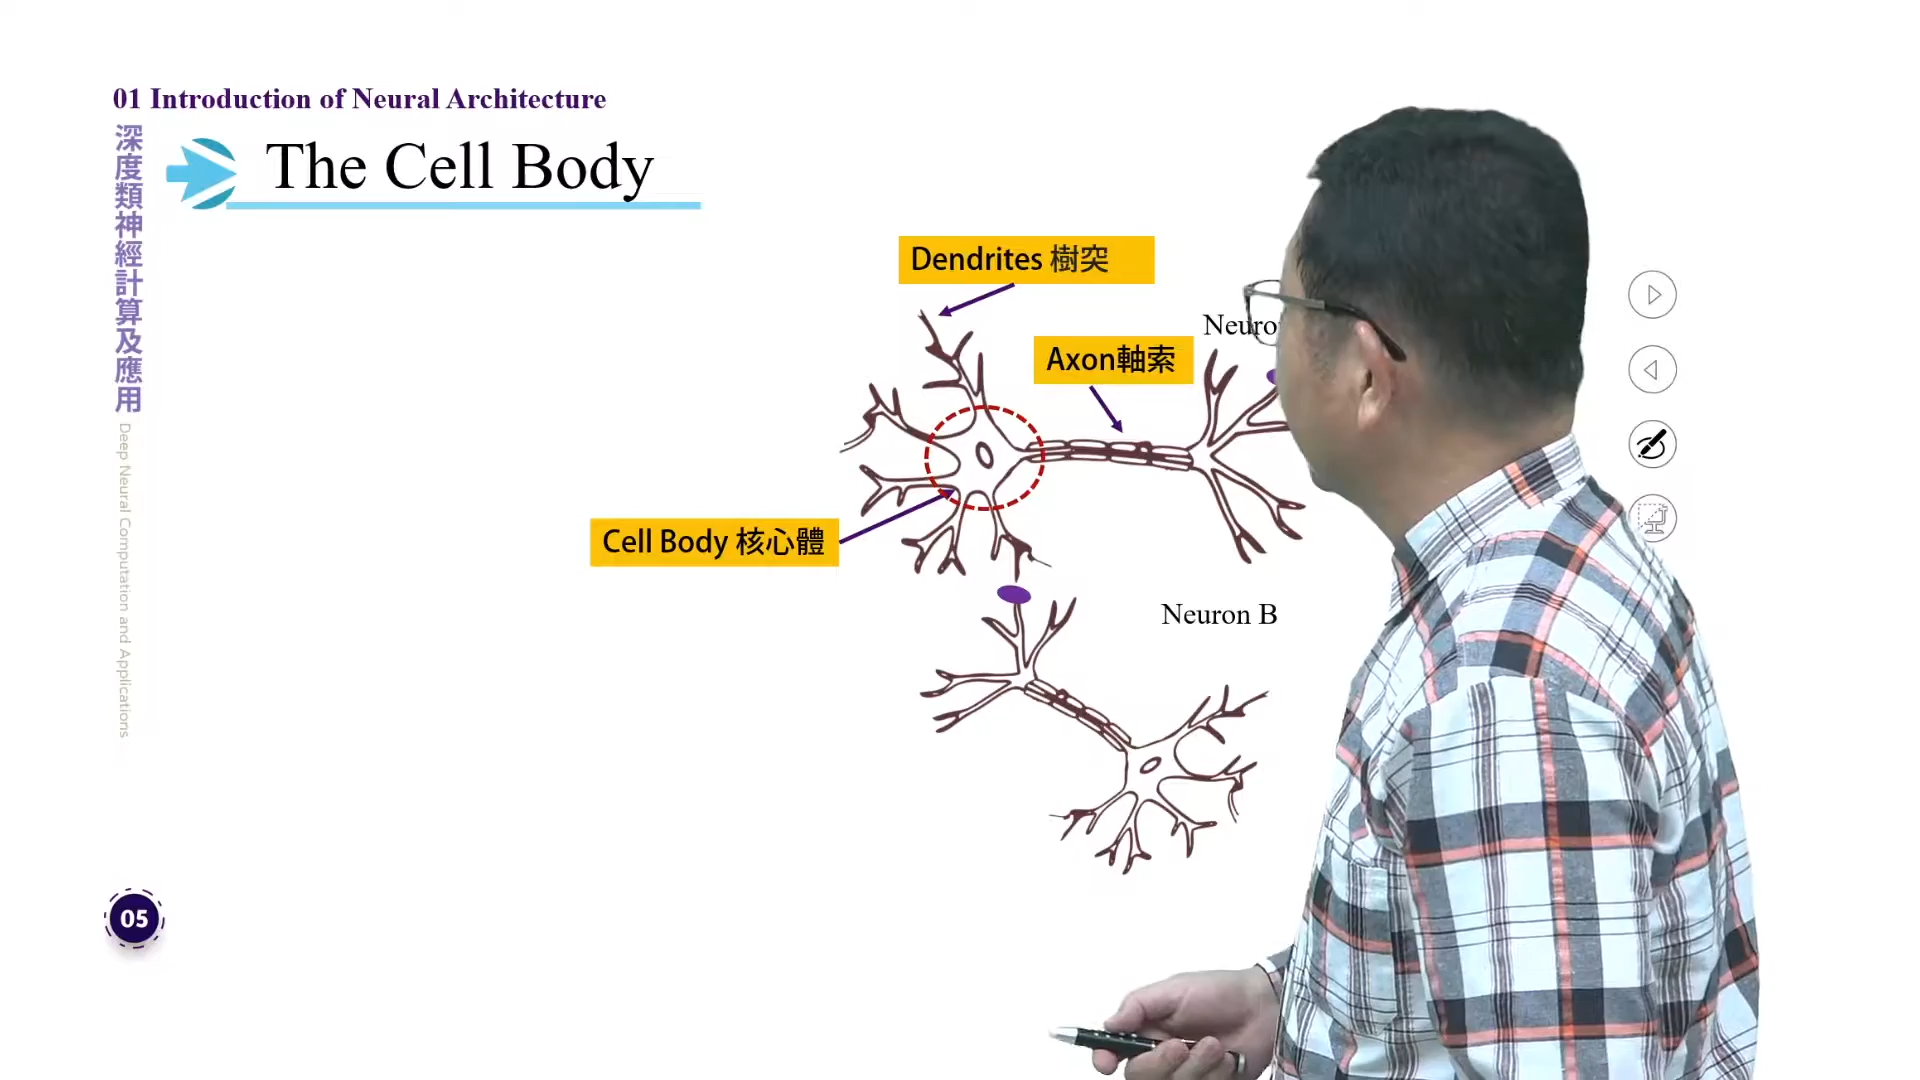 01 Introduction of Neural Architecture
深度類神經計算及應用
Deep Neural Computation and Applications
The Cell Body
Dendrites 樹突
Axon軸索
Cell Body 核心體
Neuron B
05